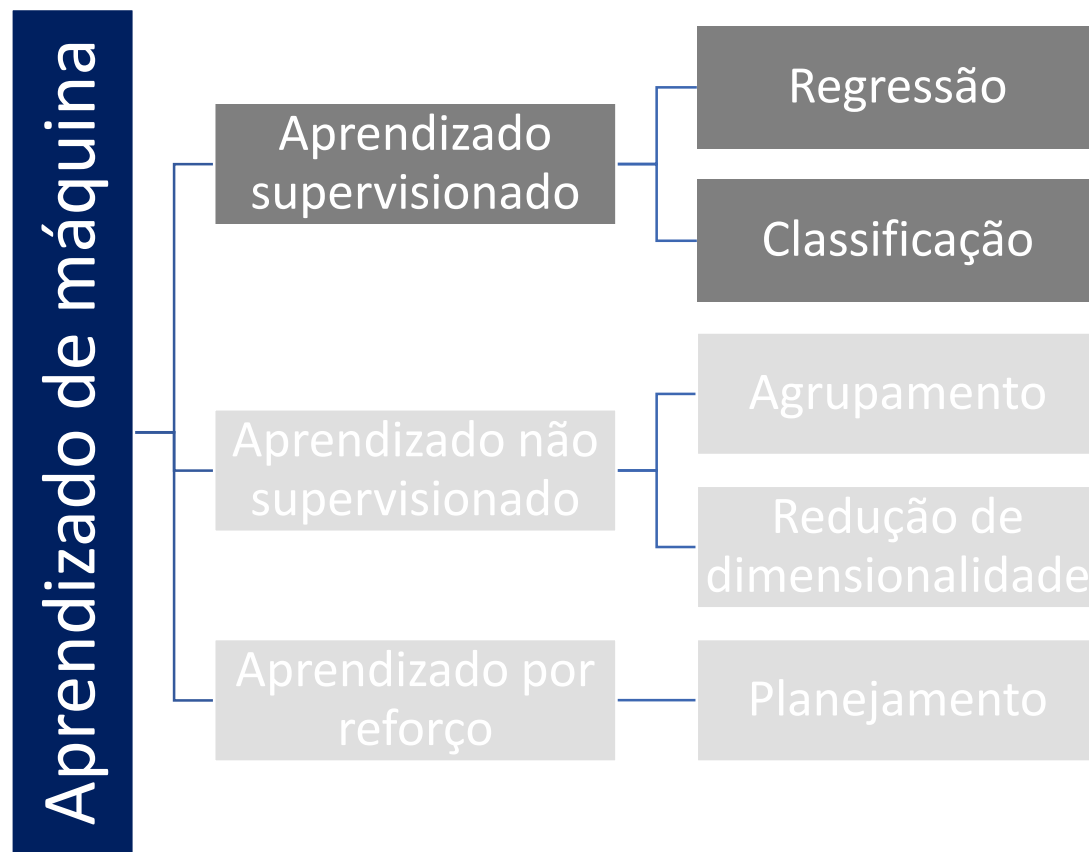 Aprendizado de máquina
Aprendizado
supervisionado
Regressão
Classificação
Aprendizado não
supervisionado
Agrupamento
Redução de
dimensionalidade
Aprendizado por
reforço
Planejamento